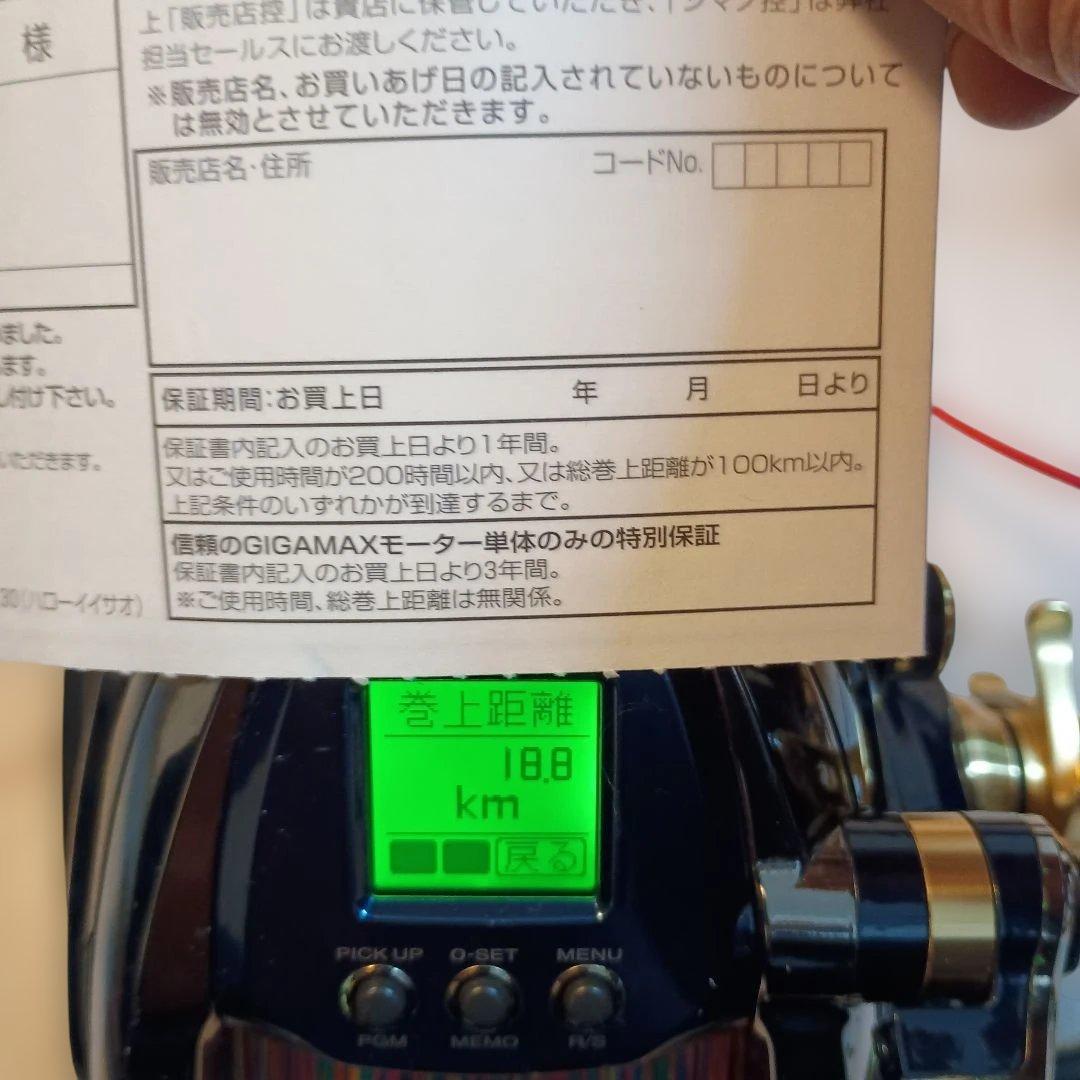 様
上「販売店控」は貴店に保管していただき、「シマノ控」は弊社
担当セールスにお渡しください。
※販売店名、お買いあげ日の記入されていないものについて
は無効とさせていただきます。
販売店名・住所 コードNo.
ました。
ます。
し付け下さい。
いただきます。
30(ハローイイサオ)
保証期間:お買上日 年 月 日より
保証書内記入のお買上日より1年間。
又はご使用時間が200時間以内、又は総巻上距離が100km以内。
上記条件のいずれかが到達するまで。
信頼のGIGAMAXモーター単体のみの特別保証
保証書内記入のお買上日より3年間。
※ご使用時間、総巻上距離は無関係。
巻上距離
18.8
km
戻る
PICK UP 0-SET MENU
PGM MEMO R/S